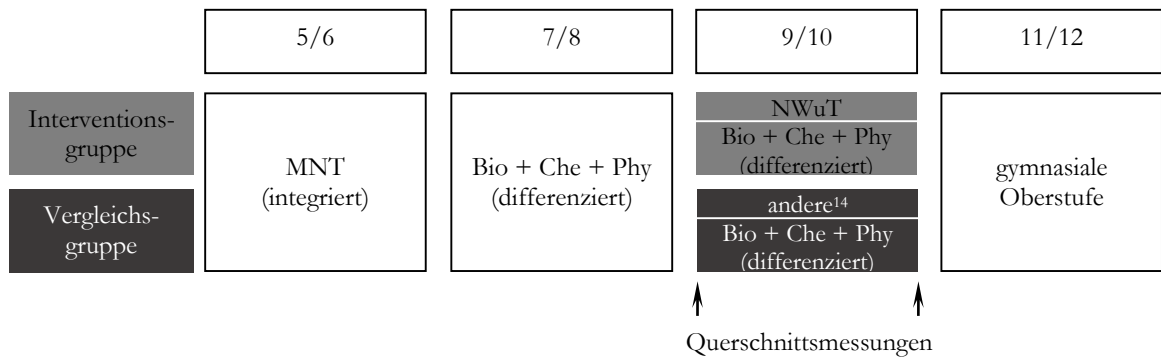 5/6
7/8
9/10
11/12
Interventions-
gruppe
Vergleichs-
gruppe
MNT
(integriert)
Bio + Che + Phy
(differenziert)
NWuT
Bio + Che + Phy
(differenziert)
andere¹⁴
Bio + Che + Phy
(differenziert)
gymnasiale
Oberstufe
Querschnittsmessungen